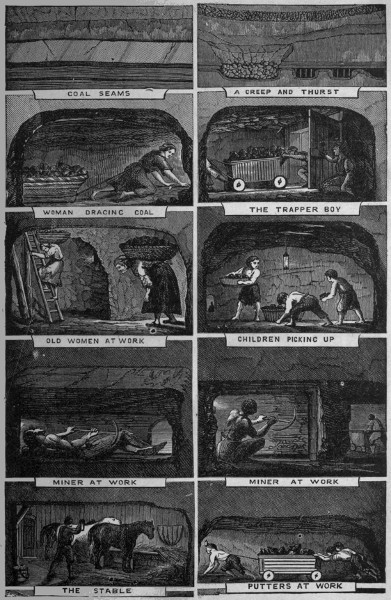 COAL SEAMS
A CREEP AND THURST
WOMAN DRAGING COAL
THE TRAPPER BOY
OLD WOMEN AT WORK
CHILDREN PICKING UP
MINER AT WORK
MINER AT WORK
THE STABLE
PUTTERS AT WORK